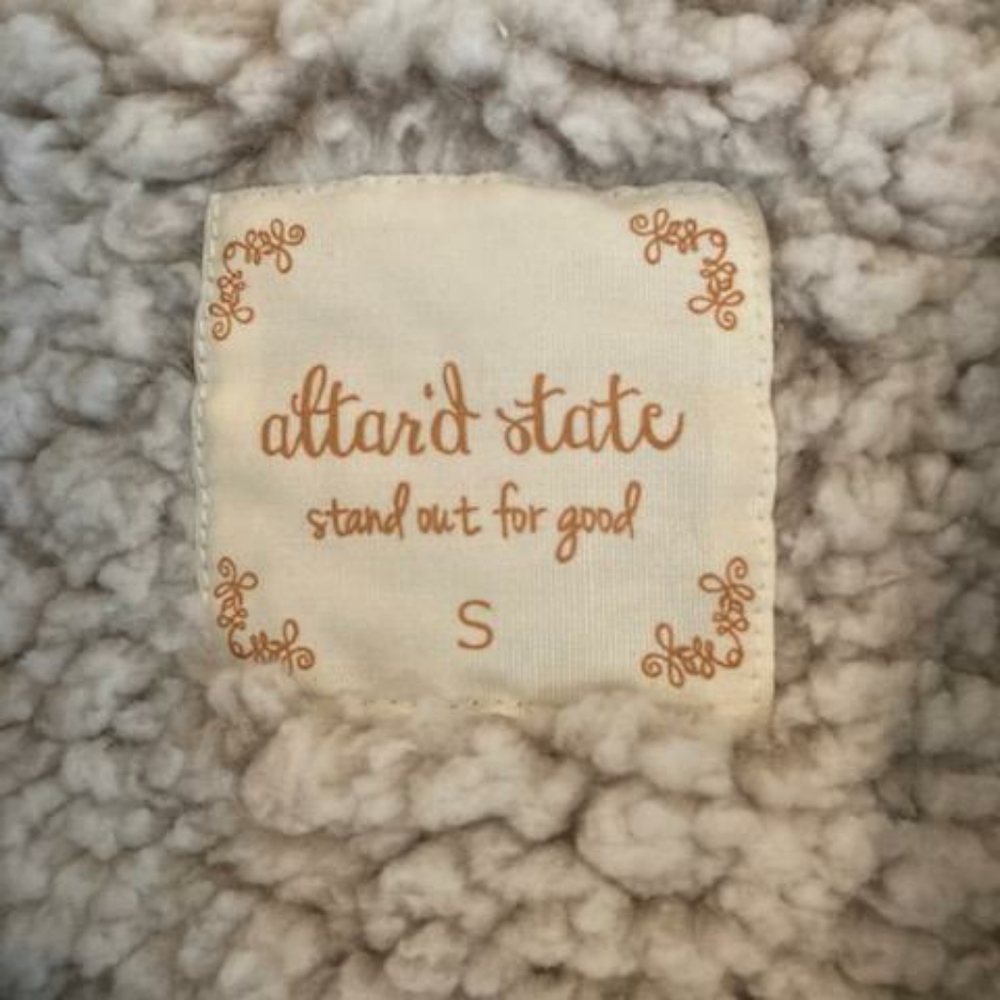 altar'd state
stand out for good
S